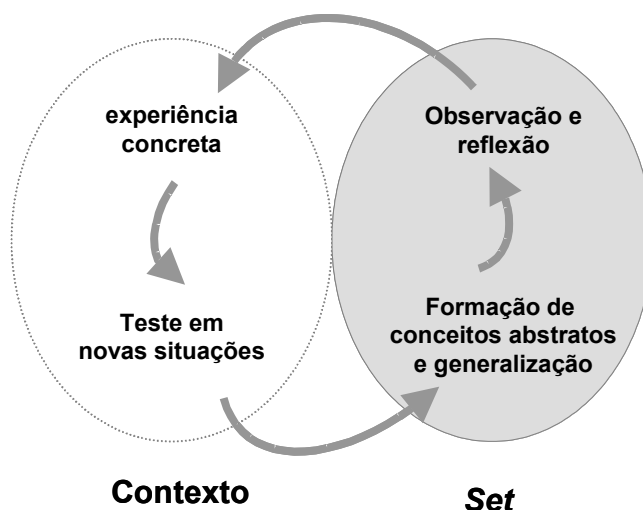 experiência
concreta
Observação e
reflexão
Teste em
novas situações
Formação de
conceitos abstratos
e generalização
Contexto
Set